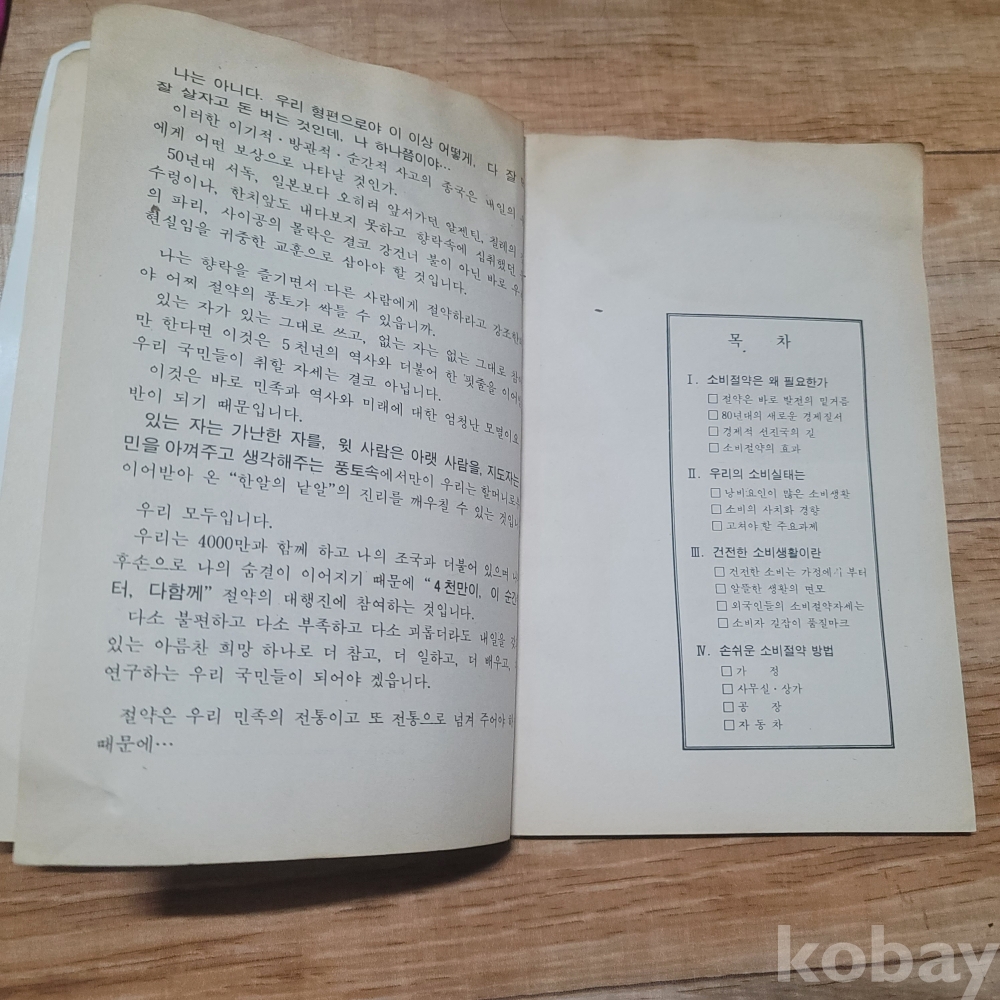 나는 아니다. 우리 형편으로야 이 이상 어떻게, 다 잘
잘 살자고 돈 버는 것인데, 나 하나쯤이야…
이러한 이기적·방관적·순간적 사고의 종국은 내일의
에게 어떤 보상으로 나타날 것인가.
50년대 서독, 일본보다 오히려 앞서가던 알젠틴, 칠레의
수렁이나, 한치앞도 내다보지 못하고 향락속에 심취했던
의 파리, 사이공의 몰락은 결코 강건너 불이 아닌 바로 우리
현실임을 귀중한 교훈으로 삼아야 할 것입니다.
나는 향락을 즐기면서 다른 사람에게 절약하라고 강조한
야 어찌 절약의 풍토가 싹틀 수 있읍니까.
있는 자가 있는 그대로 쓰고, 없는 자는 없는 그대로
만 한다면 이것은 5천년의 역사와 더불어 한 핏줄을 이어
우리 국민들이 취할 자세는 결코 아닙니다.
이것은 바로 민족과 역사와 미래에 대한 엄청난 모멸이요
반이 되기 때문입니다.
있는 자는 가난한 자를, 윗 사람은 아랫 사람을, 지도자는
민을 아껴주고 생각해주는 풍토속에서만이 우리는 할머니로
이어받아 온 “한알의 낱알”의 진리를 깨우칠 수 있는 것입니
우리 모두입니다.
우리는 4000만과 함께 하고 나의 조국과 더불어 있으며
후손으로 나의 숨결이 이어지기 때문에 “4천만이, 이 순간
터, 다함께” 절약의 대행진에 참여하는 것입니다.
다소 불편하고 다소 부족하고 다소 괴롭더라도 내일을
있는 아름찬 희망 하나로 더 참고, 더 일하고, 더 배우고,
연구하는 우리 국민들이 되어야 겠읍니다.
절약은 우리 민족의 전통이고 또 전통으로 넘겨 주어야 하
때문에…
목 차
Ⅰ. 소비절약은 왜 필요한가
□ 절약은 바로 발전의 밑거름
□ 80년대의 새로운 경제질서
□ 경제적 선진국의 길
□ 소비절약의 효과
Ⅱ. 우리의 소비실태는
□ 낭비요인이 많은 소비생활
□ 소비의 사치화 경향
□ 고쳐야 할 주요과제
Ⅲ. 건전한 소비생활이란
□ 건전한 소비는 가정에서부터
□ 알뜰한 생활의 면모
□ 외국인들의 소비절약자세는
□ 소비자 길잡이 품질마크
Ⅳ. 손쉬운 소비절약 방법
□ 가 정
□ 사무실·상가
□ 공 장
□ 자동차
kobay